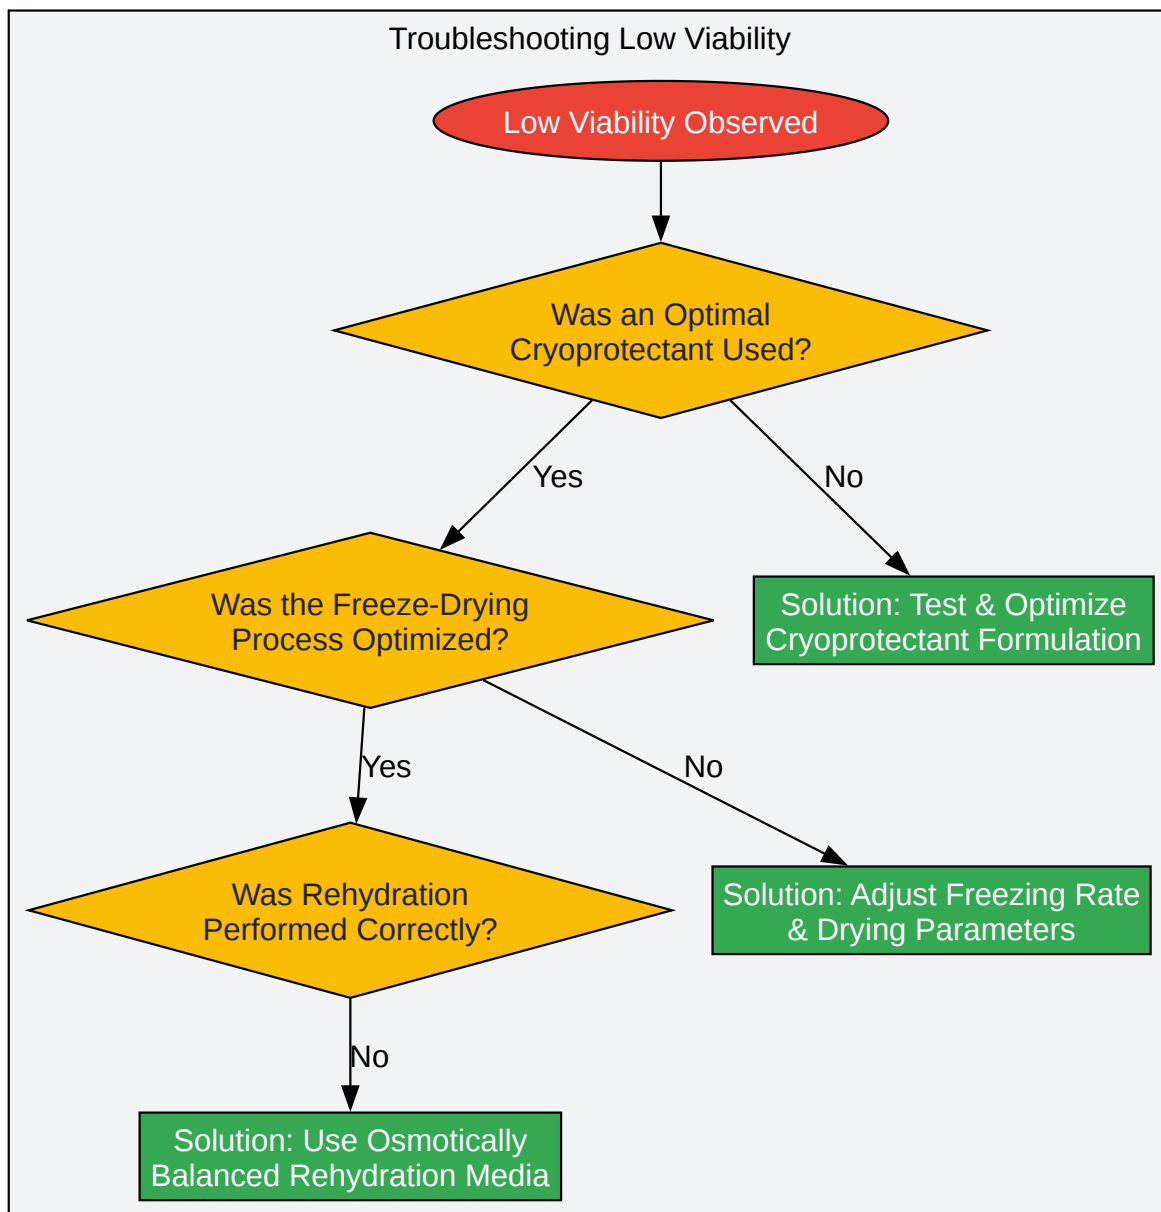 Troubleshooting Low Viability
Low Viability Observed
Was an Optimal
Cryoprotectant Used?
Yes
No
Was the Freeze-Drying
Process Optimized?
Solution: Test & Optimize
Cryoprotectant Formulation
Yes
No
Was Rehydration
Performed Correctly?
Solution: Adjust Freezing Rate
& Drying Parameters
No
Solution: Use Osmotically
Balanced Rehydration Media